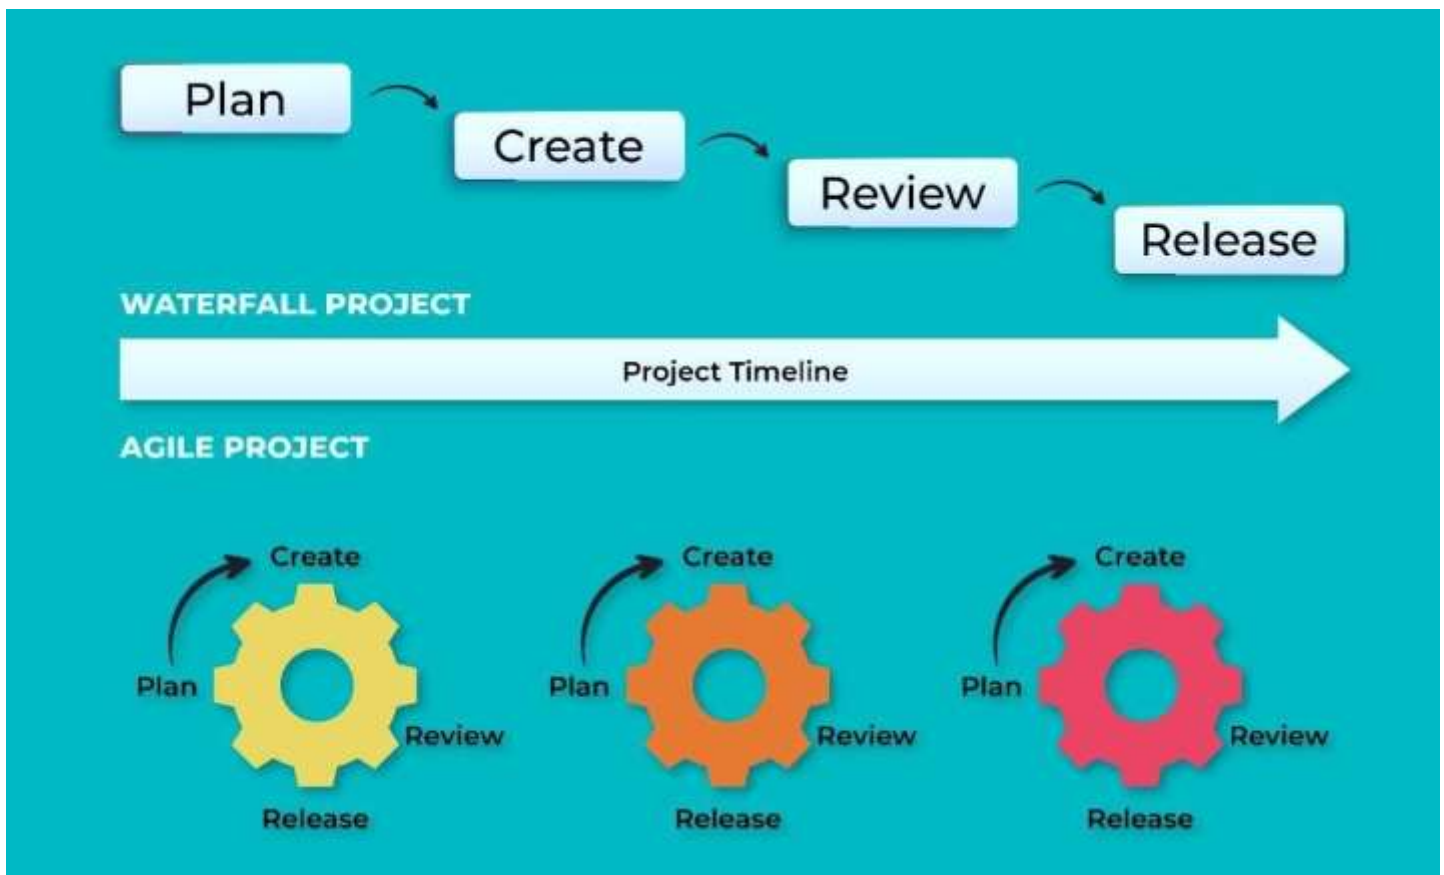 Plan
Create
Review
Release
WATERFALL PROJECT
Project Timeline
AGILE PROJECT
Create
Plan
Review
Release
Create
Plan
Review
Release
Create
Plan
Review
Release